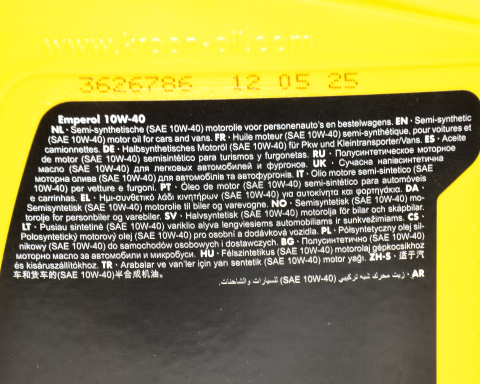 www.kroon-oil.com
3626786 12 05 25
Emperol 10W-40
NL · Semi-synthetische (SAE 10W-40) motorolie voor personenauto's en bestelwagens. EN · Semi-synthetic
(SAE 10W-40) motor oil for cars and vans. FR · Huile moteur (SAE 10W-40) semi-synthétique, pour voitures et
camionnettes. DE · Halbsynthetisches Motoröl (SAE 10W-40) für Pkw und Kleintransporter/Vans. ES · Aceite
de motor (SAE 10W-40) semisintético para turismos y furgonetas. RU · Полусинтетическое моторное
масло (SAE 10W-40) для легковых автомобилей и фургонов. UK · Сучасна напівсинтетична
моторна олива (SAE 10W-40) для автомобілів та автофургонів. IT · Olio motore semi-sintetico (SAE
10W-40) per vetture e furgoni. PT · Óleo de motor (SAE 10W-40) semi-sintético para automóveis
e carrinhas. EL · Ημι-συνθετικό λάδι κινητήρων (SAE 10W-40) για αυτοκίνητα και φορτηγάκια. DA ·
Semisyntetisk (SAE 10W-40) motorolie til biler og varevogne. NO · Semisyntetisk (SAE 10W-40) mo-
torolje for personbiler og varebiler. SV · Halvsyntetisk (SAE 10W-40) motorolja för bilar och skåpbilar.
LT · Pusiau sintetinė (SAE 10W-40) variklio alyva lengviesiems automobiliams ir sunkvežimiams. CS ·
Polosyntetický motorový olej (SAE 10W-40) pro osobní a dodávková vozidla. PL · Półsyntetyczny olej sil-
nikowy (SAE 10W-40) do samochodów osobowych i dostawczych. BG · Полусинтетично (SAE 10W-40)
моторно масло за автомобили и микробуси. HU · Félszintetikus (SAE 10W-40) motorolaj gépkocsikhoz
és kisáruszállítókhoz. TR · Arabalar ve van'ler için yarı sentetik (SAE 10W-40) motor yağı. ZH-S · 适于汽
车和货车的(SAE 10W-40)半合成机油。
AR · زيت محرك شبه تركيبي (SAE 10W-40) للسيارات والشاحنات.